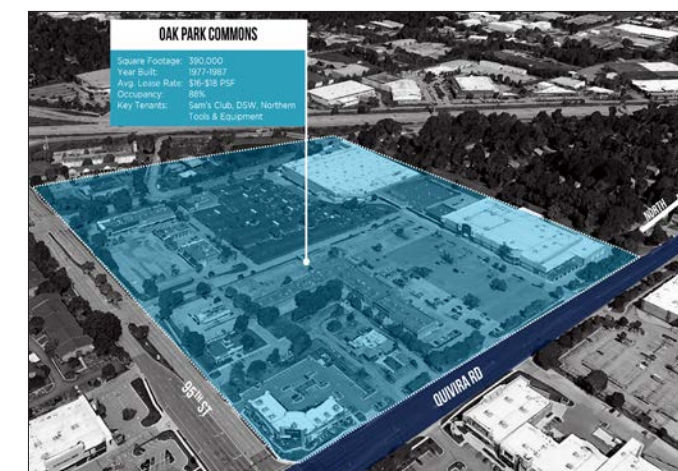 OAK PARK COMMONS
Square Footage: 390,000
Year Built: 1977-1987
Avg. Lease Rate: $16-$18 PSF
Occupancy: 88%
Key Tenants: Sam's Club, DSW, Northern
Tools & Equipment
NORTH
95TH ST
QUIVIRA RD